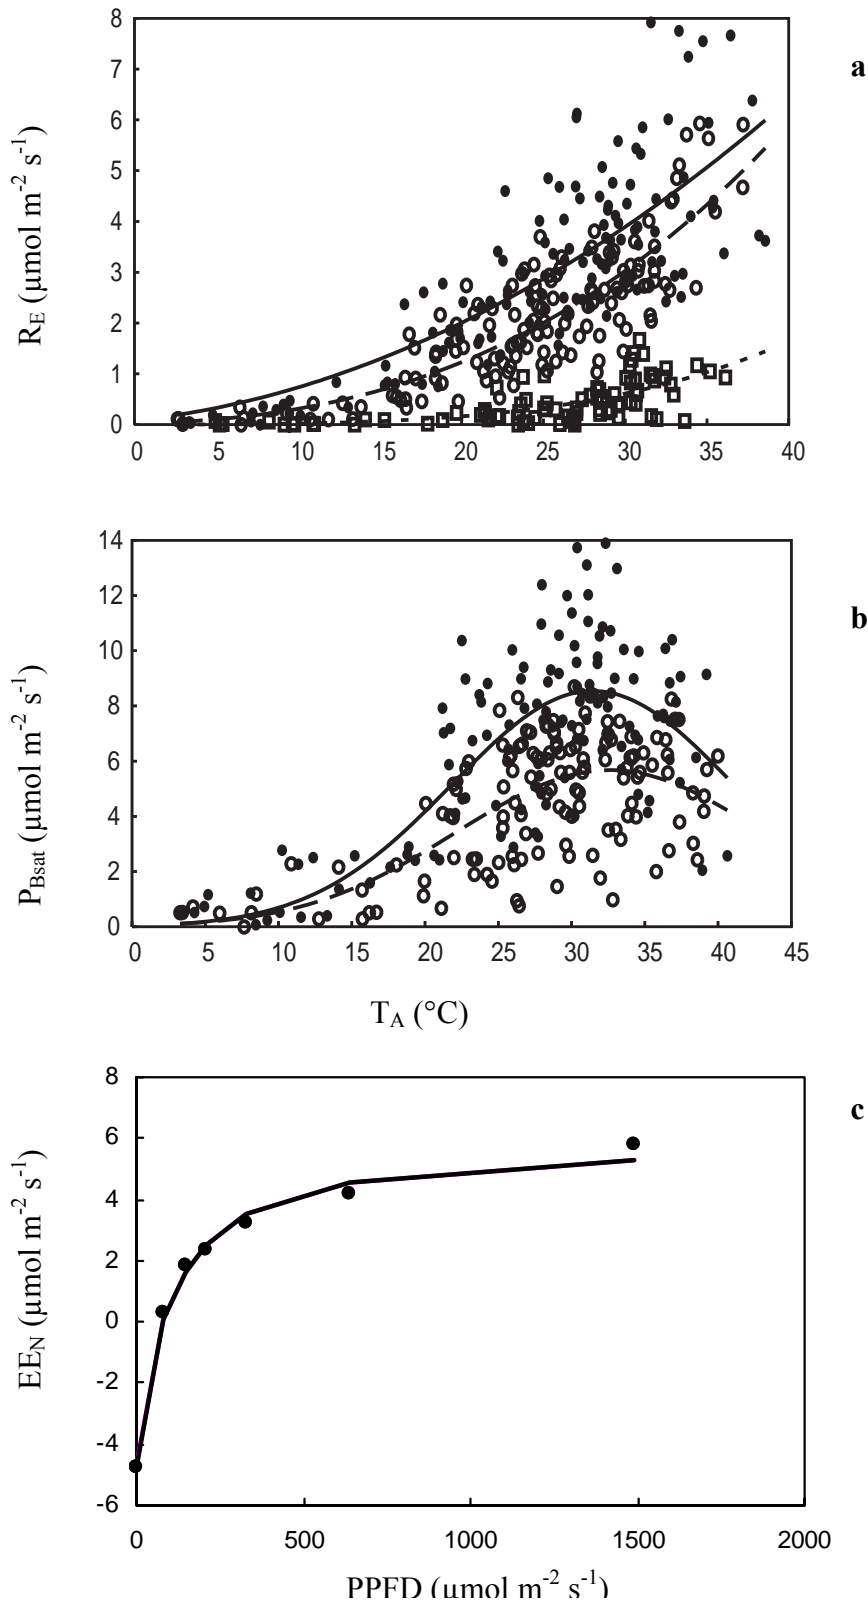 8
7
6
5
4
3
2
1
0
0 5 10 15 20 25 30 35 40
R_E (µmol m⁻² s⁻¹)
a
14
12
10
8
6
4
2
0
0 5 10 15 20 25 30 35 40 45
P_Bsat (µmol m⁻² s⁻¹)
b
T_A (°C)
8
6
4
2
0
-2
-4
-6
0 500 1000 1500 2000
EE_N (µmol m⁻² s⁻¹)
c
PPFD (µmol m⁻² s⁻¹)